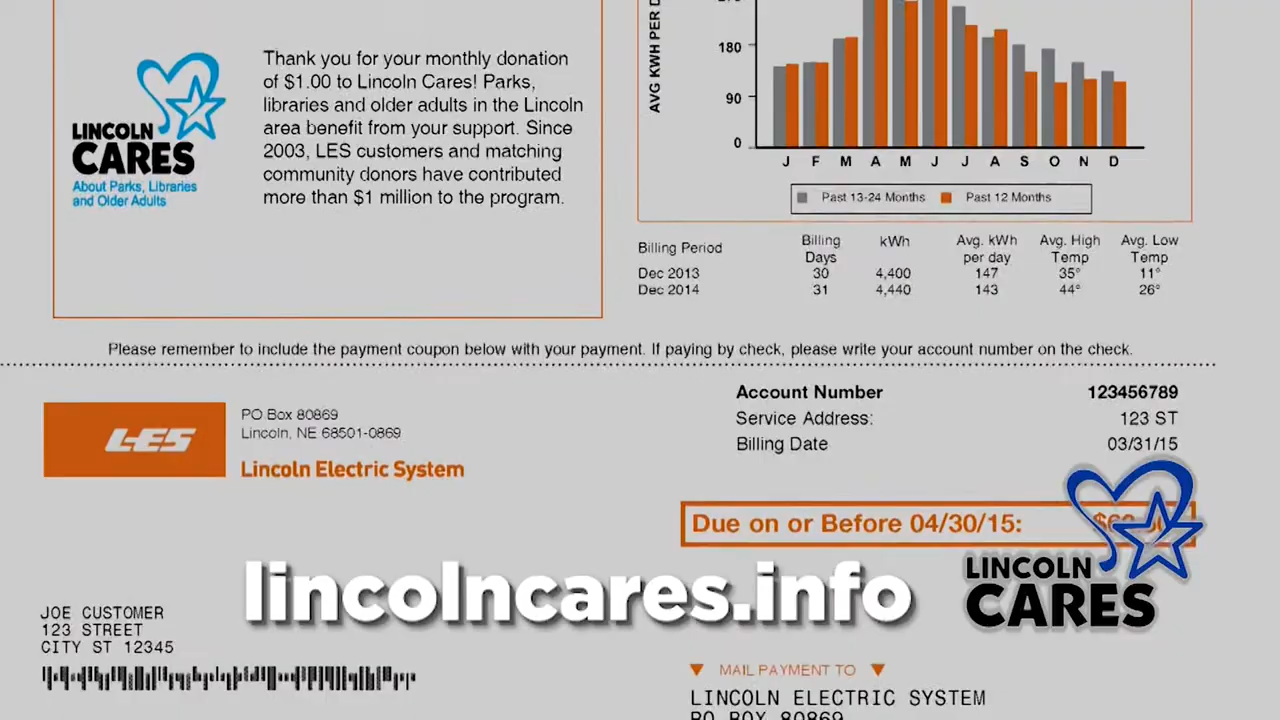 Thank you for your monthly donation
of $1.00 to Lincoln Cares! Parks,
libraries and older adults in the Lincoln
area benefit from your support. Since
2003, LES customers and matching
community donors have contributed
more than $1 million to the program.
LINCOLN
CARES
About Parks, Libraries
and Older Adults
AVG KWH PER
180
90
0
J F M A M J J A S O N D
Past 13-24 Months Past 12 Months
Billing Period Billing Days kWh Avg. kWh per day Avg. High Temp Avg. Low Temp
Dec 2013 30 4,400 147 35° 11°
Dec 2014 31 4,440 143 44° 26°
Please remember to include the payment coupon below with your payment. If paying by check, please write your account number on the check.
LES
PO Box 80869
Lincoln, NE 68501-0869
Lincoln Electric System
Account Number 123456789
Service Address: 123 ST
Billing Date 03/31/15
Due on or Before 04/30/15:
lincolncares.info
LINCOLN
CARES
JOE CUSTOMER
123 STREET
CITY ST 12345
MAIL PAYMENT TO
LINCOLN ELECTRIC SYSTEM
PO BOX 80869